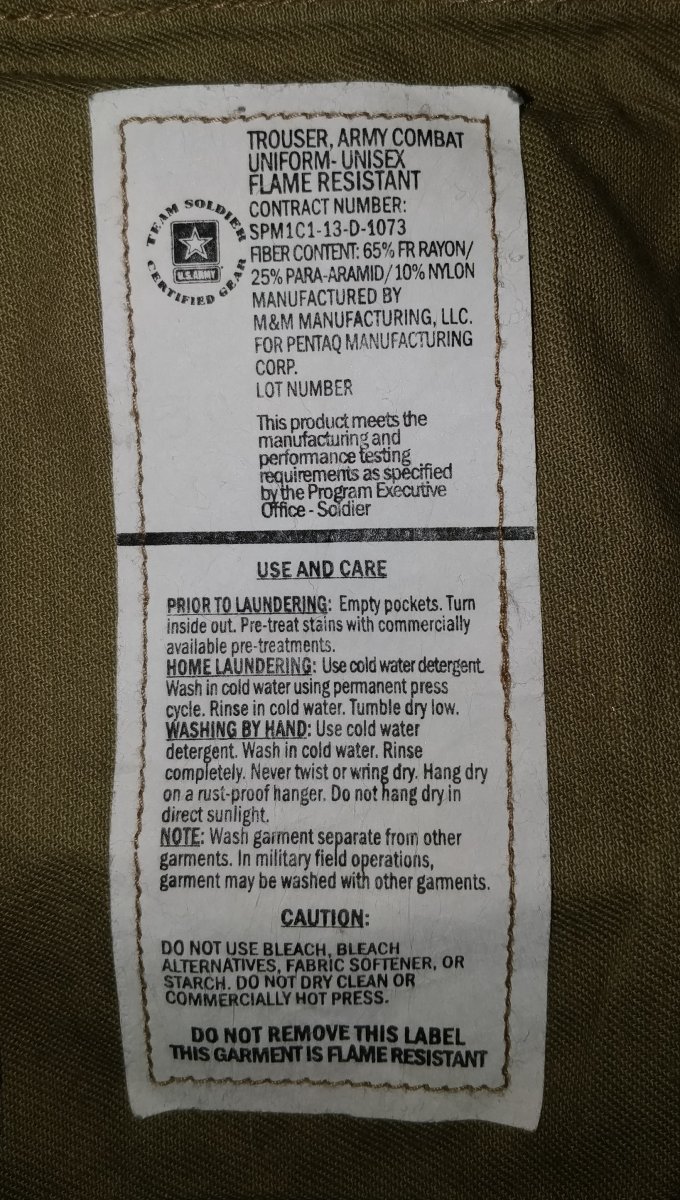 TROUSER, ARMY COMBAT
UNIFORM- UNISEX
FLAME RESISTANT
CONTRACT NUMBER:
SPM1C1-13-D-1073
FIBER CONTENT: 65% FR RAYON/
25% PARA-ARAMID/10% NYLON
MANUFACTURED BY
M&M MANUFACTURING, LLC.
FOR PENTAQ MANUFACTURING
CORP.
LOT NUMBER
TEAM SOLDIER
U.S.ARMY
CERTIFIED GEAR
This product meets the
manufacturing and
performance testing
requirements as specified
by the Program Executive
Office - Soldier
USE AND CARE
PRIOR TO LAUNDERING: Empty pockets. Turn
inside out. Pre-treat stains with commercially
available pre-treatments.
HOME LAUNDERING: Use cold water detergent.
Wash in cold water using permanent press
cycle. Rinse in cold water. Tumble dry low.
WASHING BY HAND: Use cold water
detergent. Wash in cold water. Rinse
completely. Never twist or wring dry. Hang dry
on a rust-proof hanger. Do not hang dry in
direct sunlight.
NOTE: Wash garment separate from other
garments. In military field operations,
garment may be washed with other garments.
CAUTION:
DO NOT USE BLEACH, BLEACH
ALTERNATIVES, FABRIC SOFTENER, OR
STARCH. DO NOT DRY CLEAN OR
COMMERCIALLY HOT PRESS.
DO NOT REMOVE THIS LABEL
THIS GARMENT IS FLAME RESISTANT